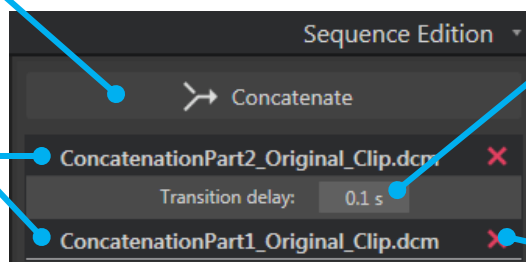 Sequence Edition
Concatenate
ConcatenationPart2_Original_Clip.dcm
Transition delay: 0.1 s
ConcatenationPart1_Original_Clip.dcm